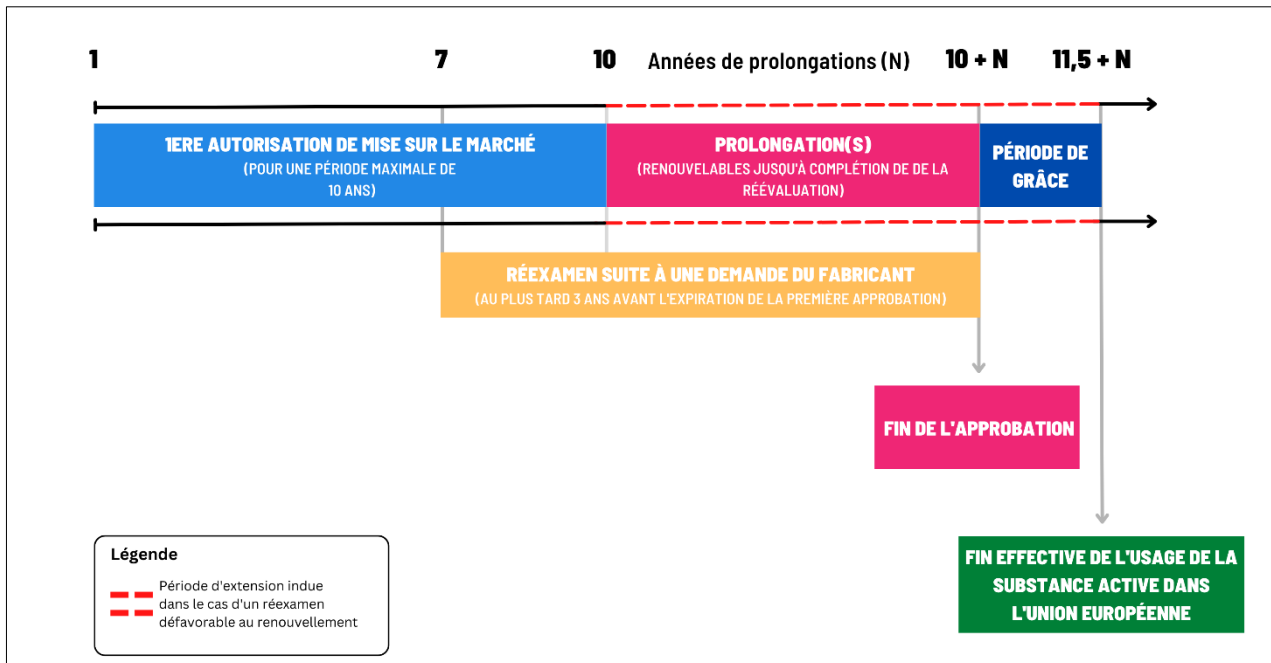 1
7
10
Années de prolongations (N)
10 + N
11,5 + N
1ERE AUTORISATION DE MISE SUR LE MARCHÉ
(POUR UNE PÉRIODE MAXIMALE DE
10 ANS)
PROLONGATION(S)
(RENOUVELABLES JUSQU'À COMPLÉTION DE DE LA
RÉÉVALUATION)
PÉRIODE DE
GRÂCE
RÉEXAMEN SUITE À UNE DEMANDE DU FABRICANT
(AU PLUS TARD 3 ANS AVANT L'EXPIRATION DE LA PREMIÈRE APPROBATION)
FIN DE L'APPROBATION
FIN EFFECTIVE DE L'USAGE DE LA
SUBSTANCE ACTIVE DANS
L'UNION EUROPÉENNE
Légende
Période d'extension indue
dans le cas d'un réexamen
défavorable au renouvellement